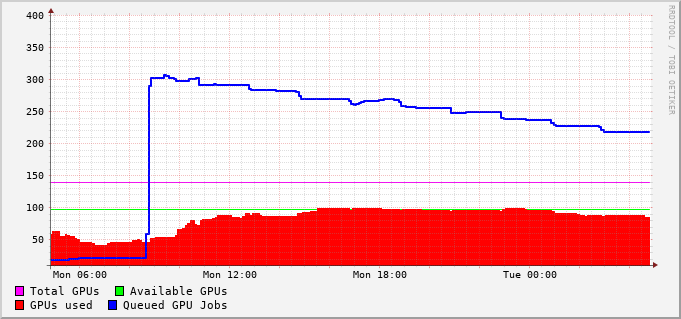 400
350
300
250
200
150
100
50
Mon 06:00 Mon 12:00 Mon 18:00 Tue 00:00
Total GPUs Available GPUs
GPUs used Queued GPU Jobs
RRDTOOL / TOBI OETIKER